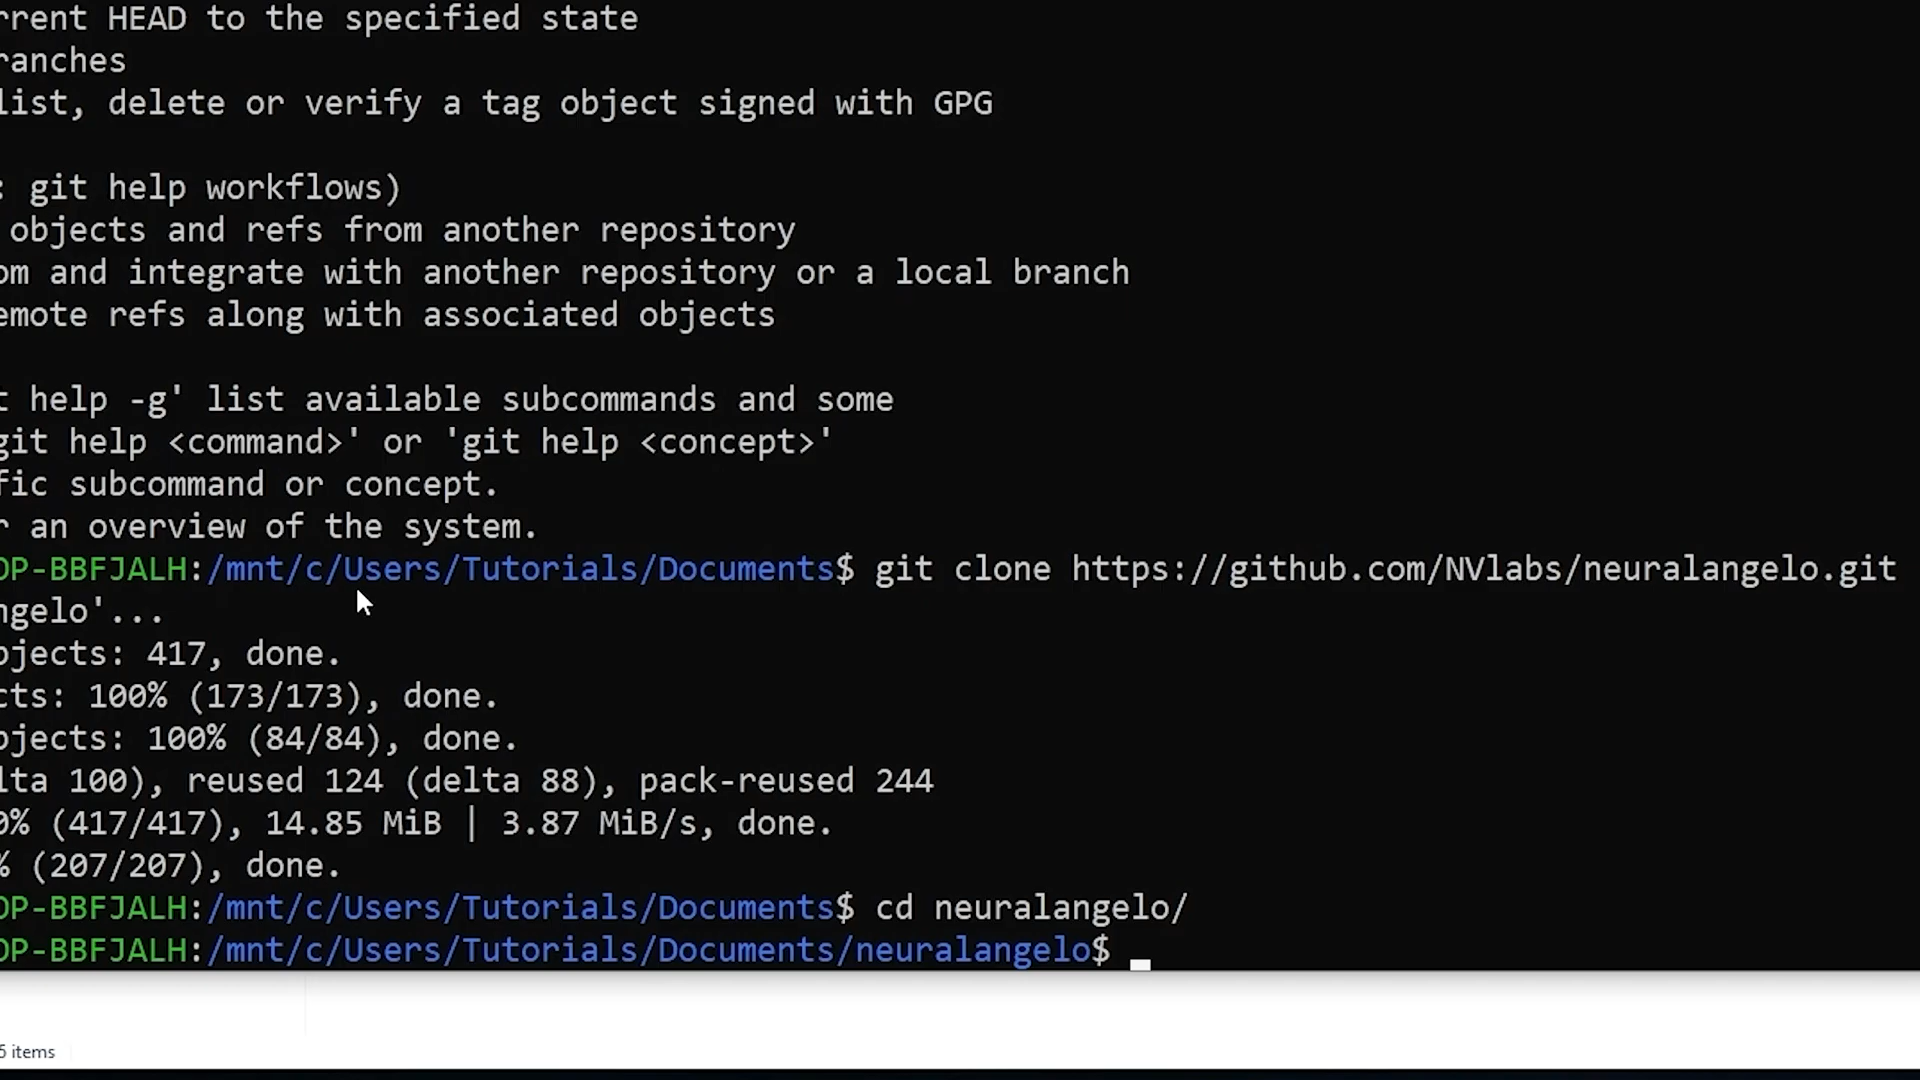 rrent HEAD to the specified state
ranches
list, delete or verify a tag object signed with GPG
: git help workflows)
objects and refs from another repository
om and integrate with another repository or a local branch
emote refs along with associated objects
t help -g' list available subcommands and some
git help <command>' or 'git help <concept>'
fic subcommand or concept.
r an overview of the system.
OP-BBFJALH:/mnt/c/Users/Tutorials/Documents$ git clone https://github.com/NVlabs/neuralangelo.git
ngelo'...
bjects: 417, done.
cts: 100% (173/173), done.
bjects: 100% (84/84), done.
lta 100), reused 124 (delta 88), pack-reused 244
0% (417/417), 14.85 MiB | 3.87 MiB/s, done.
% (207/207), done.
OP-BBFJALH:/mnt/c/Users/Tutorials/Documents$ cd neuralangelo/
OP-BBFJALH:/mnt/c/Users/Tutorials/Documents/neuralangelo$
5 items